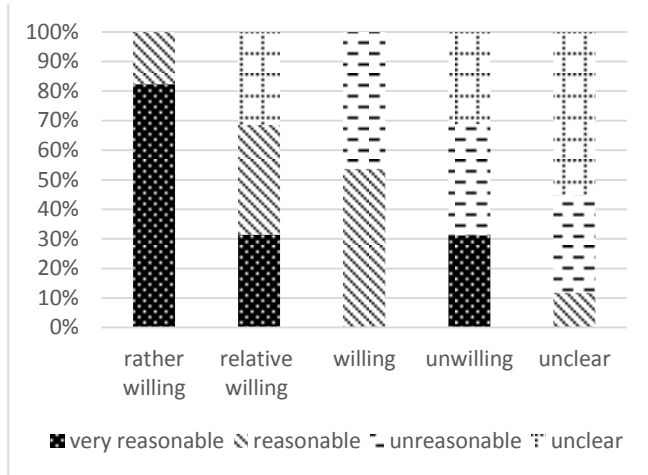 100%
90%
80%
70%
60%
50%
40%
30%
20%
10%
0%
rather willing
relative willing
willing
unwilling
unclear
very reasonable reasonable unreasonable unclear